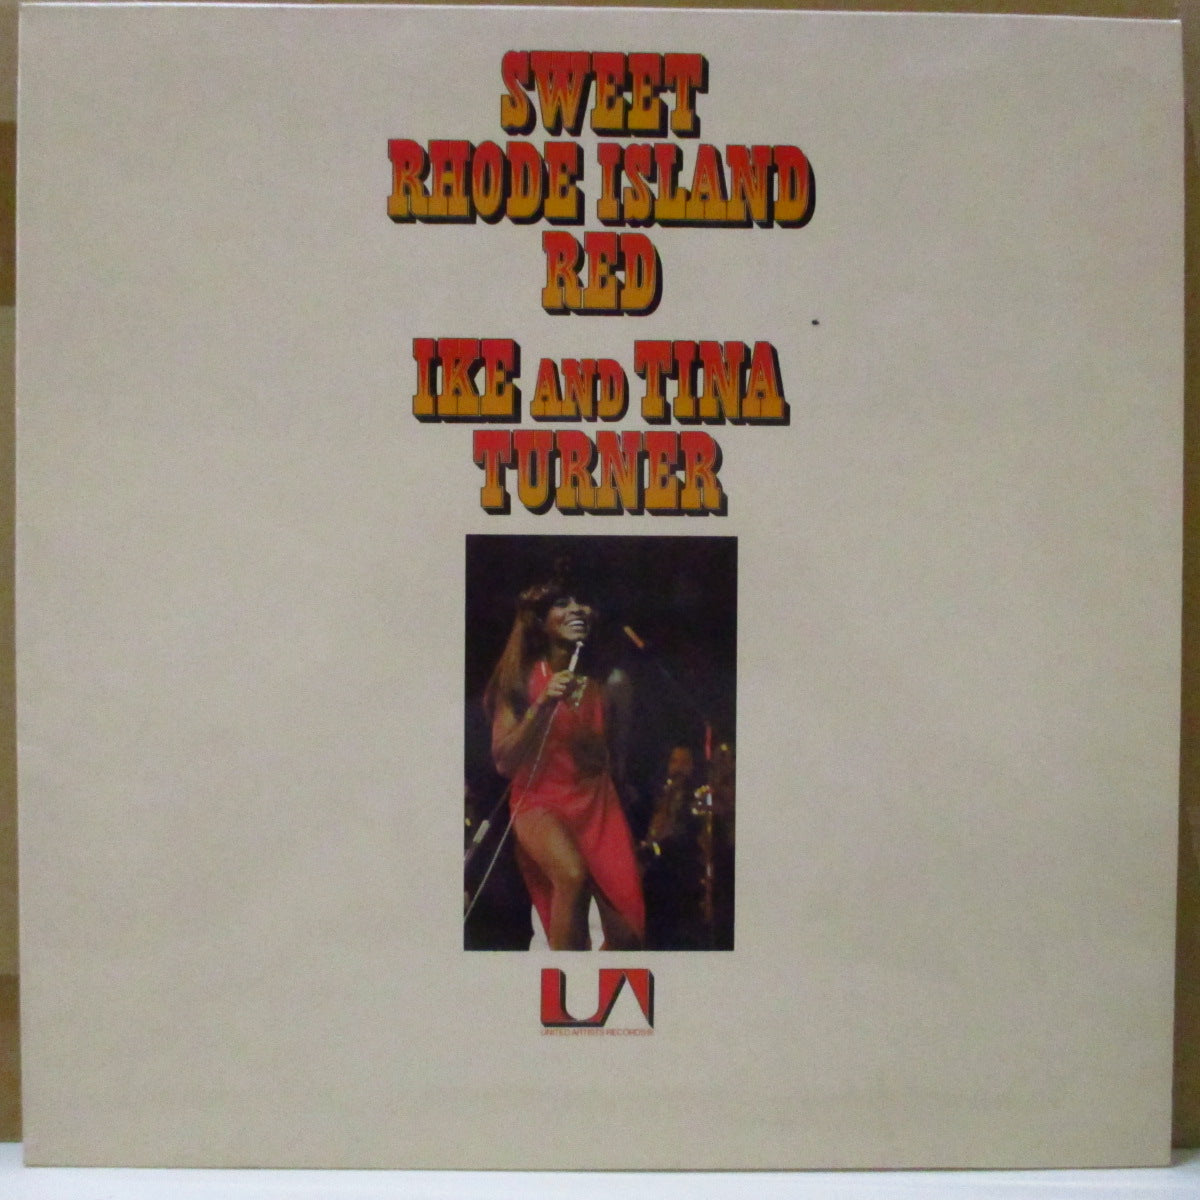 SWEET
RHODE ISLAND
RED
IKE AND TINA
TURNER
UA
UNITED ARTISTS RECORDS